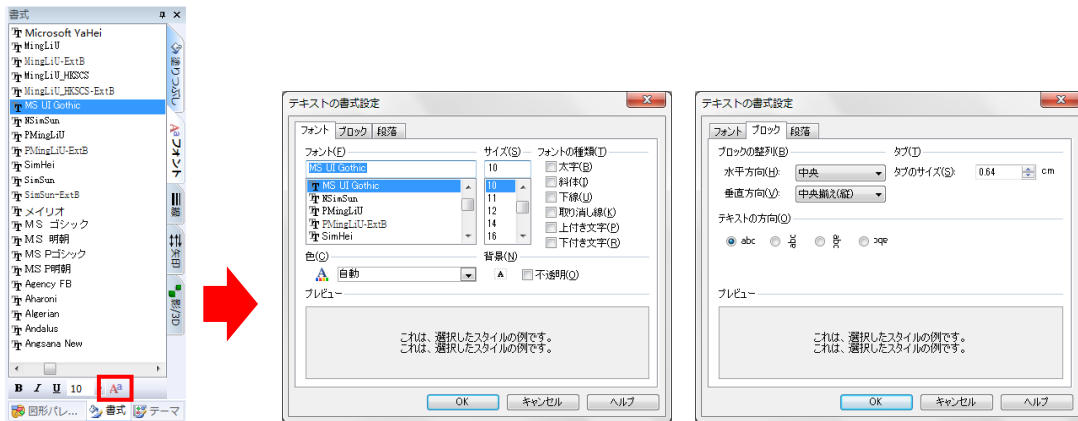 書式
Microsoft YaHei
MingLiU
MingLiU-ExtB
MingLiU_HKSCS
MingLiU_HKSCS-ExtB
MS UI Gothic
NSimSun
PMingLiU
PMingLiU-ExtB
SimHei
SimSun
SimSun-ExtB
メイリオ
MS ゴシック
MS 明朝
MS Pゴシック
MS P明朝
Agency FB
Aharoni
Algerian
Andalus
Angsana New
塗りつぶし
Aa フォント
線
矢印
影/3D
B I U 10 Aa
図形パレ... 書式 テーマ
テキストの書式設定
フォント ブロック 段落
フォント(F) サイズ(S) フォントの種類(T)
MS UI Gothic 10 太字(B)
MS UI Gothic 10 斜体(I)
NSimSun 11 下線(U)
PMingLiU 12 取り消し線(K)
PMingLiU-ExtB 14 上付き文字(E)
SimHei 16 下付き文字(R)
色(C) 背景(N)
A 自動 A 不透明(O)
プレビュー
これは、選択したスタイルの例です。
これは、選択したスタイルの例です。
OK キャンセル ヘルプ
テキストの書式設定
フォント ブロック 段落
ブロックの整列(B) タブ(T)
水平方向(H): 中央 タブのサイズ(S): 0.64 cm
垂直方向(V): 中央揃え(縦)
テキストの方向(O)
abc abc abc abc
プレビュー
これは、選択したスタイルの例です。
これは、選択したスタイルの例です。
OK キャンセル ヘルプ